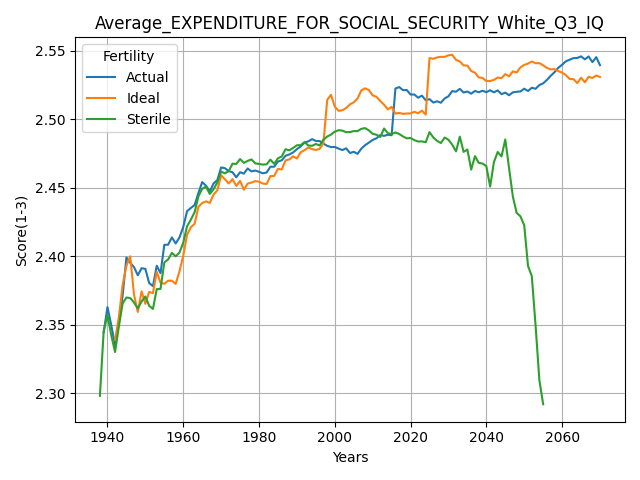 Average_EXPENDITURE_FOR_SOCIAL_SECURITY_White_Q3_IQ
Fertility
Actual
Ideal
Sterile
Score(1-3)
2.55
2.50
2.45
2.40
2.35
2.30
1940 1960 1980 2000 2020 2040 2060
Years